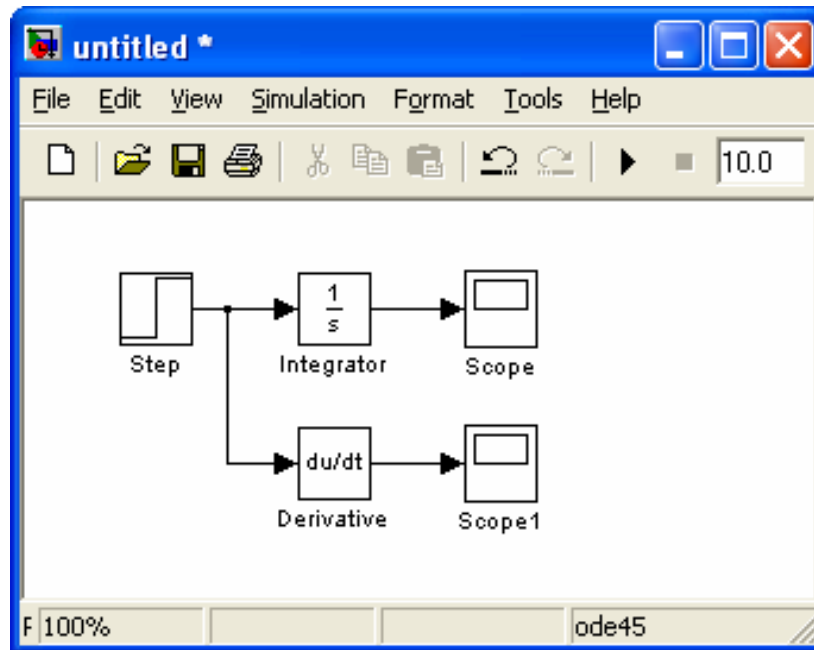 untitled *
File Edit View Simulation Format Tools Help
10.0
1
s
Step Integrator Scope
du/dt
Derivative Scope1
F 100% ode45